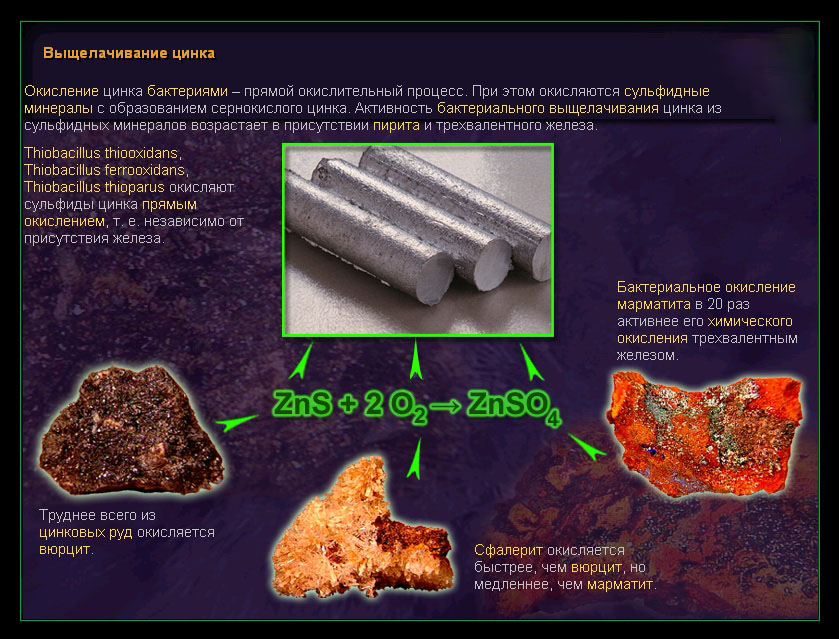 Выщелачивание цинка
Окисление цинка бактериями – прямой окислительный процесс. При этом окисляются сульфидные
минералы с образованием сернокислого цинка. Активность бактериального выщелачивания цинка из
сульфидных минералов возрастает в присутствии пирита и трехвалентного железа.
Thiobacillus thiooxidans,
Thiobacillus ferrooxidans,
Thiobacillus thioparus окисляют
сульфиды цинка прямым
окислением, т. е. независимо от
присутствия железа.
Бактериальное окисление
марматита в 20 раз
активнее его химического
окисления трехвалентным
железом.
ZnS + 2 O₂ → ZnSO₄
Труднее всего из
цинковых руд окисляется
вюрцит.
Сфалерит окисляется
быстрее, чем вюрцит, но
медленнее, чем марматит.